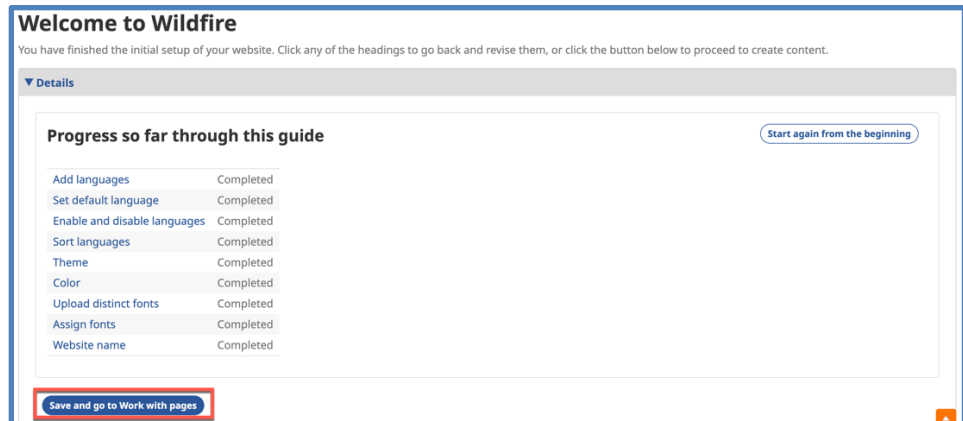 Welcome to Wildfire
You have finished the initial setup of your website. Click any of the headings to go back and revise them, or click the button below to proceed to create content.
Details
Progress so far through this guide
Start again from the beginning
Add languages Completed
Set default language Completed
Enable and disable languages Completed
Sort languages Completed
Theme Completed
Color Completed
Upload distinct fonts Completed
Assign fonts Completed
Website name Completed
Save and go to Work with pages